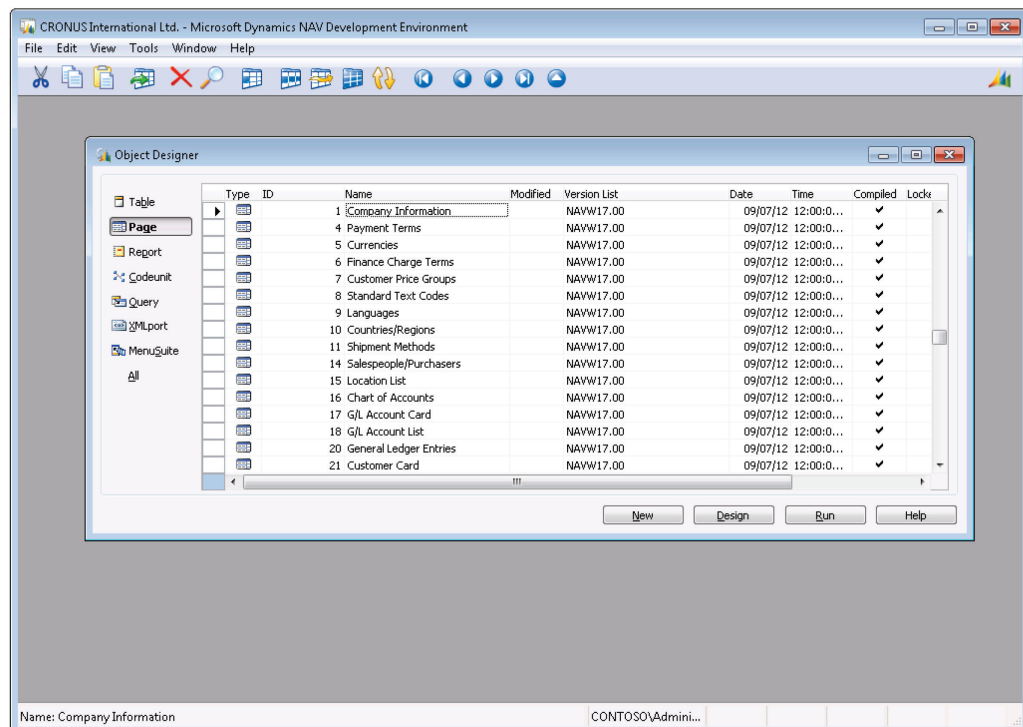 CRONUS International Ltd. - Microsoft Dynamics NAV Development Environment
File Edit View Tools Window Help
Object Designer
Type ID Name Modified Version List Date Time Compiled Locke
Table
Page
Report
Codeunit
Query
XMLport
MenuSuite
All
1 Company Information NAVW17.00 09/07/12 12:00:0...
4 Payment Terms NAVW17.00 09/07/12 12:00:0...
5 Currencies NAVW17.00 09/07/12 12:00:0...
6 Finance Charge Terms NAVW17.00 09/07/12 12:00:0...
7 Customer Price Groups NAVW17.00 09/07/12 12:00:0...
8 Standard Text Codes NAVW17.00 09/07/12 12:00:0...
9 Languages NAVW17.00 09/07/12 12:00:0...
10 Countries/Regions NAVW17.00 09/07/12 12:00:0...
11 Shipment Methods NAVW17.00 09/07/12 12:00:0...
14 Salespeople/Purchasers NAVW17.00 09/07/12 12:00:0...
15 Location List NAVW17.00 09/07/12 12:00:0...
16 Chart of Accounts NAVW17.00 09/07/12 12:00:0...
17 G/L Account Card NAVW17.00 09/07/12 12:00:0...
18 G/L Account List NAVW17.00 09/07/12 12:00:0...
20 General Ledger Entries NAVW17.00 09/07/12 12:00:0...
21 Customer Card NAVW17.00 09/07/12 12:00:0...
New Design Run Help
Name: Company Information CONTOSO\Admini...